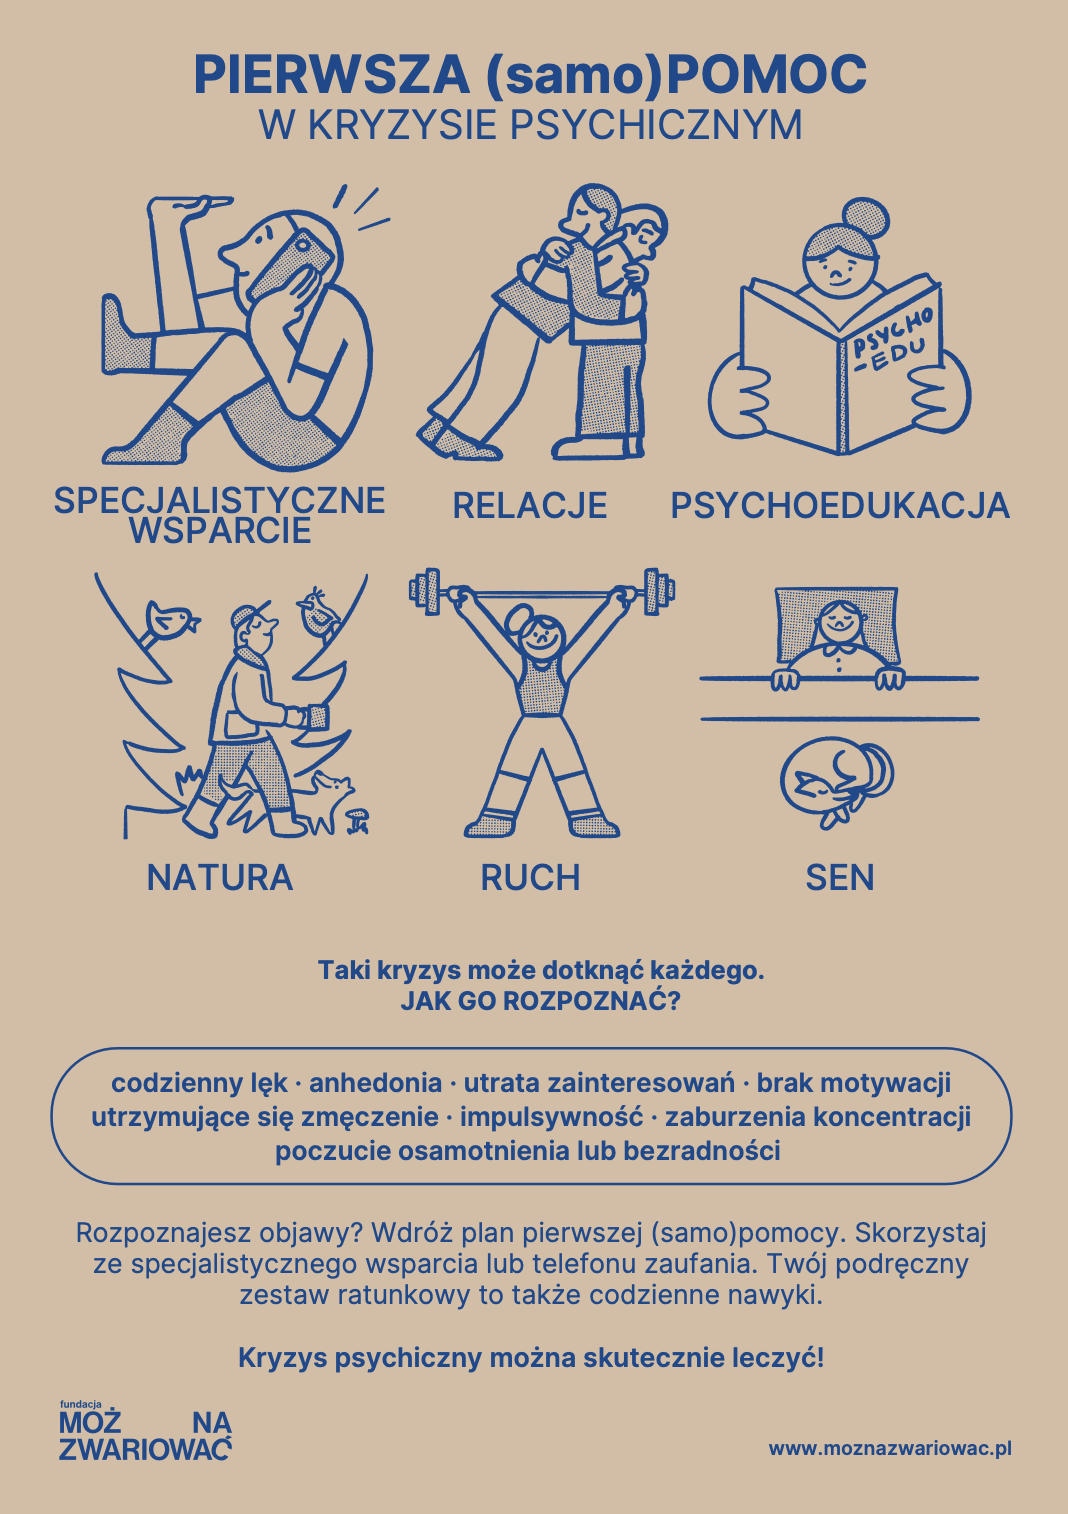 PIERWSZA (samo)POMOC
W KRYZYSIE PSYCHICZNYM
PSYCHO
-EDU
SPECJALISTYCZNE
WSPARCIE
RELACJE
PSYCHOEDUKACJA
NATURA
RUCH
SEN
Taki kryzys może dotknąć każdego.
JAK GO ROZPOZNAĆ?
codzienny lęk · anhedonia · utrata zainteresowań · brak motywacji
utrzymujące się zmęczenie · impulsywność · zaburzenia koncentracji
poczucie osamotnienia lub bezradności
Rozpoznajesz objawy? Wdróż plan pierwszej (samo)pomocy. Skorzystaj
ze specjalistycznego wsparcia lub telefonu zaufania. Twój podręczny
zestaw ratunkowy to także codzienne nawyki.
Kryzys psychiczny można skutecznie leczyć!
fundacja
MOŻ NA
ZWARIOWAĆ
www.moznazwariowac.pl